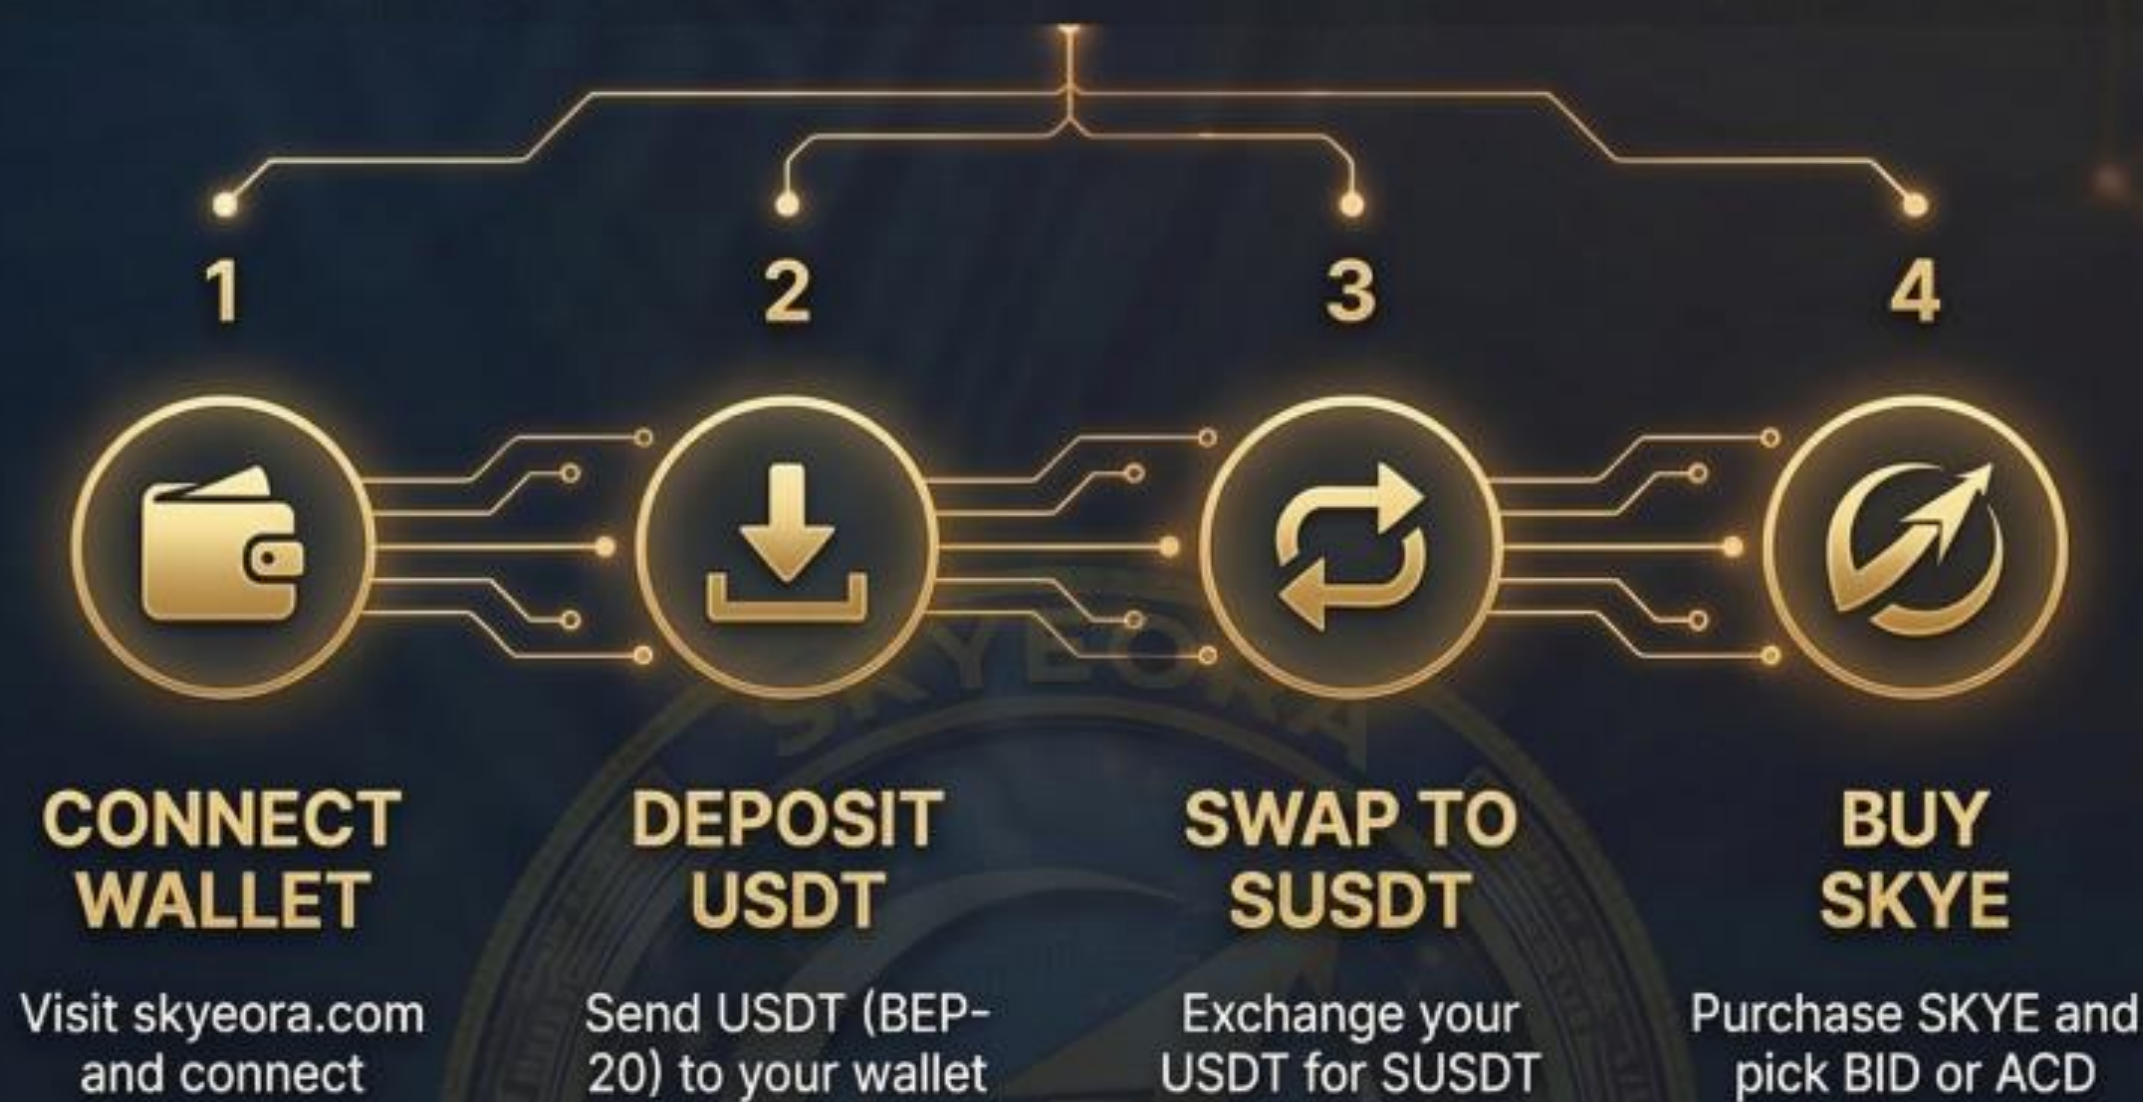 1
2
3
4
SKYEORA
CONNECT
WALLET
DEPOSIT
USDT
SWAP TO
SUSDT
BUY
SKYE
Visit skyeora.com
and connect
Send USDT (BEP-
20) to your wallet
Exchange your
USDT for SUSDT
Purchase SKYE and
pick BID or ACD